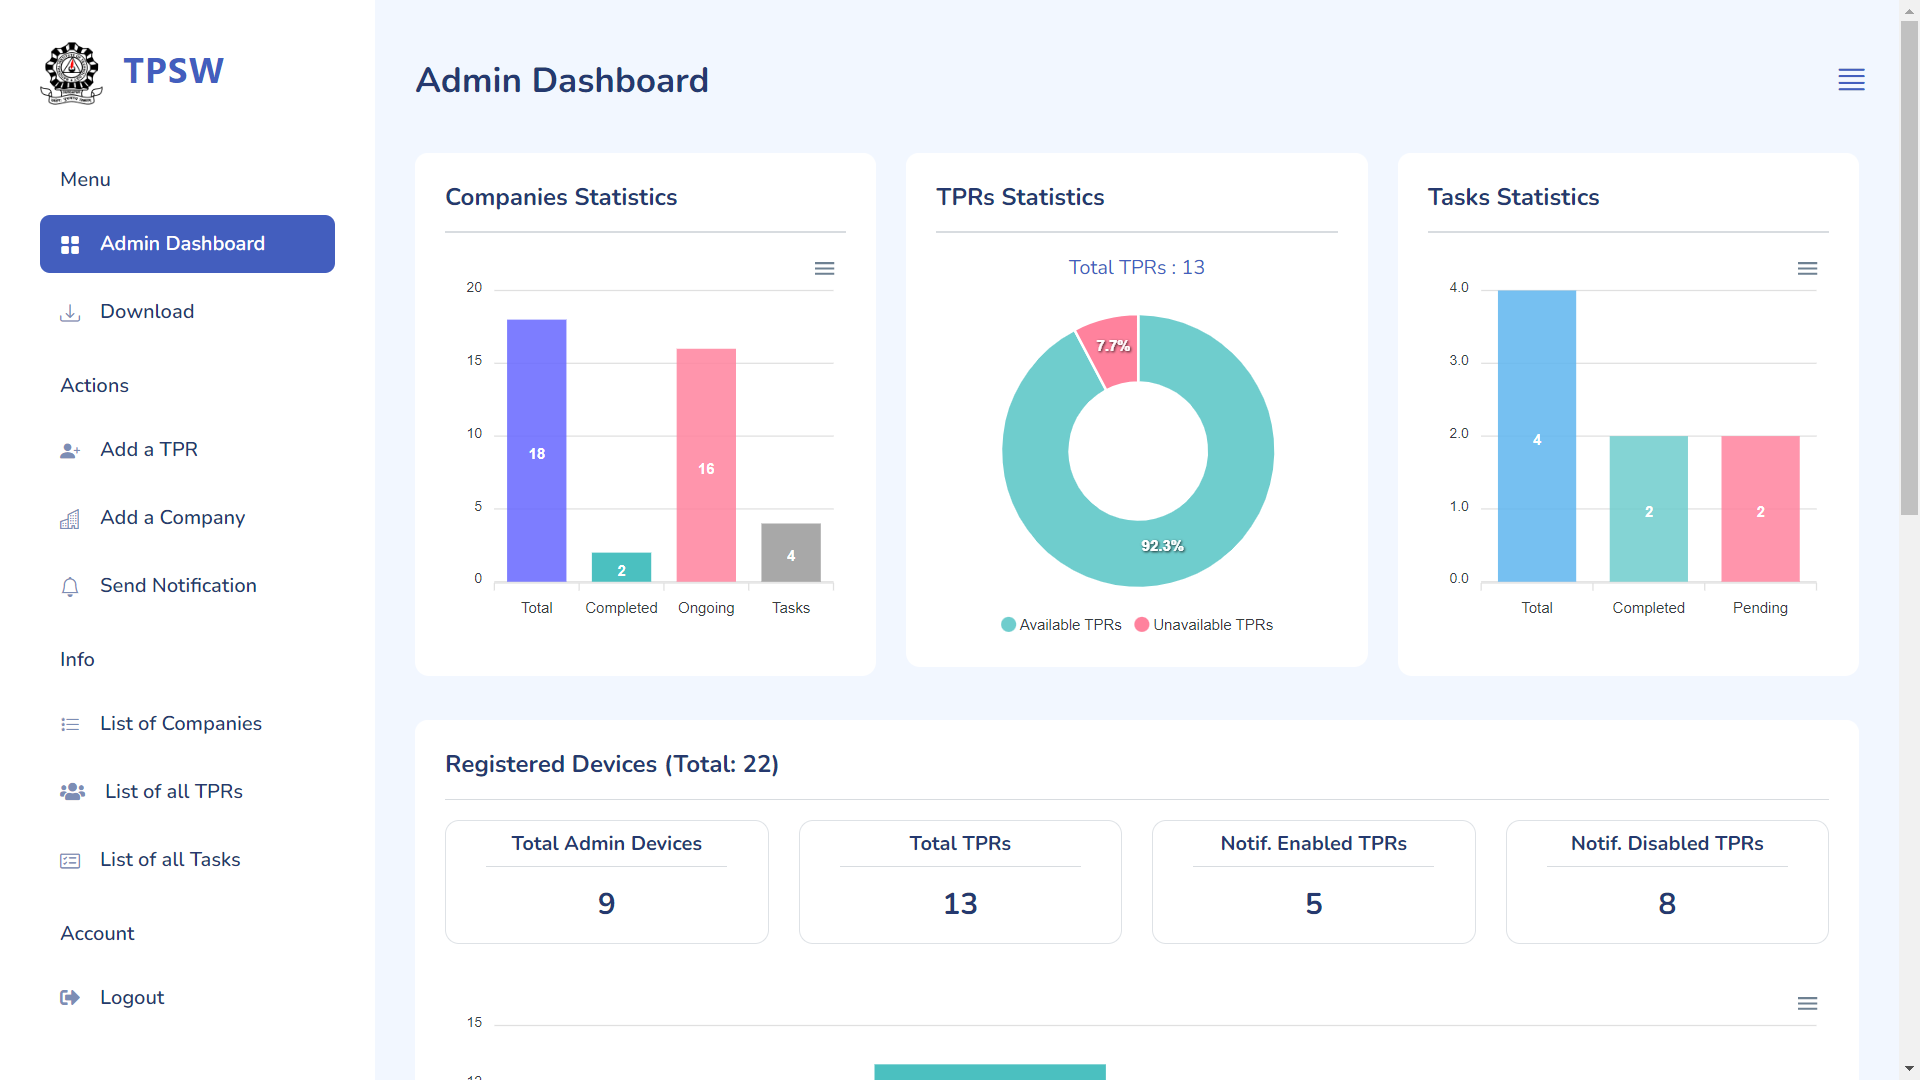 TPSW
Menu
Admin Dashboard
Download
Actions
Add a TPR
Add a Company
Send Notification
Info
List of Companies
List of all TPRs
List of all Tasks
Account
Logout
Admin Dashboard
Companies Statistics
20
15
10
5
0
18
2
16
4
Total Completed Ongoing Tasks
TPRs Statistics
Total TPRs : 13
7.7%
92.3%
Available TPRs Unavailable TPRs
Tasks Statistics
4.0
3.0
2.0
1.0
0.0
4
2
2
Total Completed Pending
Registered Devices (Total: 22)
Total Admin Devices
9
Total TPRs
13
Notif. Enabled TPRs
5
Notif. Disabled TPRs
8
15